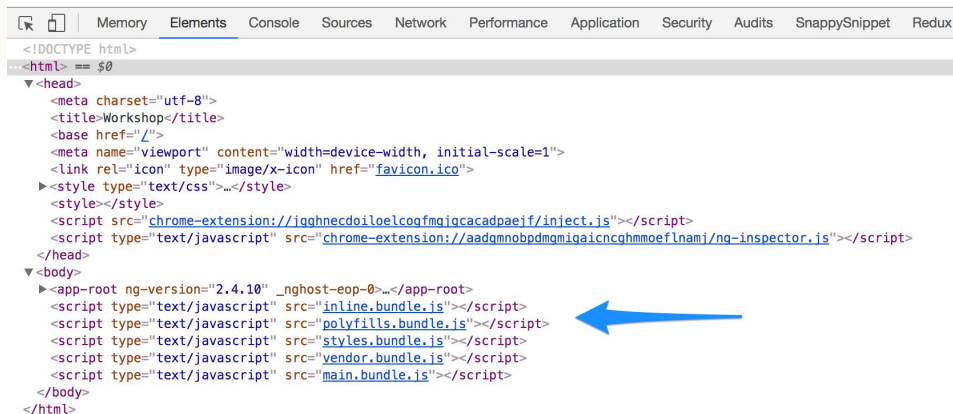 Memory Elements Console Sources Network Performance Application Security Audits SnappySnippet Redux
<!DOCTYPE html>
...<html> == $0
▼<head>
<meta charset="utf-8">
<title>Workshop</title>
<base href="/">
<meta name="viewport" content="width=device-width, initial-scale=1">
<link rel="icon" type="image/x-icon" href="favicon.ico">
▶<style type="text/css">…</style>
<style></style>
<script src="chrome-extension://jgghnecdoiloelcogfmgjgcacadpaejf/inject.js"></script>
<script type="text/javascript" src="chrome-extension://aadgmnobpdmgmigaicncghmmoeflnamj/ng-inspector.js"></script>
</head>
▼<body>
▶<app-root ng-version="2.4.10" _nghost-eop-0>…</app-root>
<script type="text/javascript" src="inline.bundle.js"></script>
<script type="text/javascript" src="polyfills.bundle.js"></script>
<script type="text/javascript" src="styles.bundle.js"></script>
<script type="text/javascript" src="vendor.bundle.js"></script>
<script type="text/javascript" src="main.bundle.js"></script>
</body>
</html>